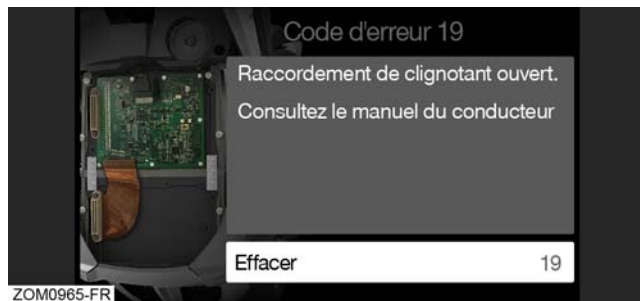 Code d'erreur 19
Raccordement de clignotant ouvert.
Consultez le manuel du conducteur
Effacer 19
ZOM0965-FR